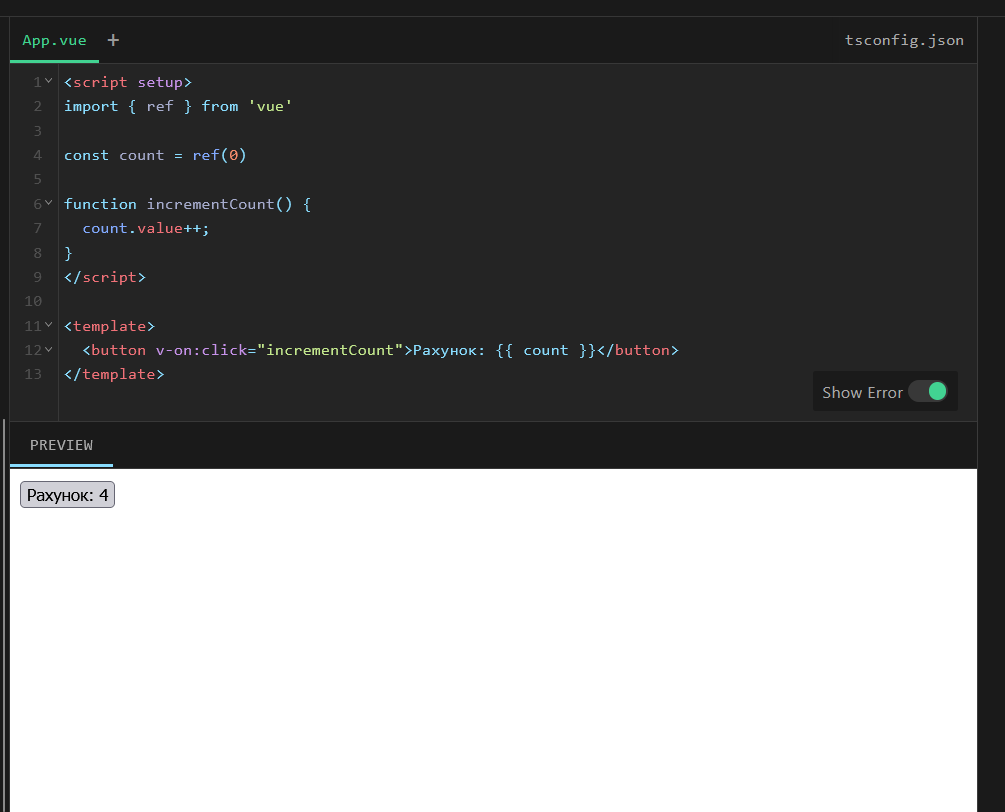 App.vue + tsconfig.json
1 <script setup>
2 import { ref } from 'vue'
3
4 const count = ref(0)
5
6 function incrementCount() {
7   count.value++;
8 }
9 </script>
10
11 <template>
12   <button v-on:click="incrementCount">Рахунок: {{ count }}</button>
13 </template>
Show Error
PREVIEW
Рахунок: 4